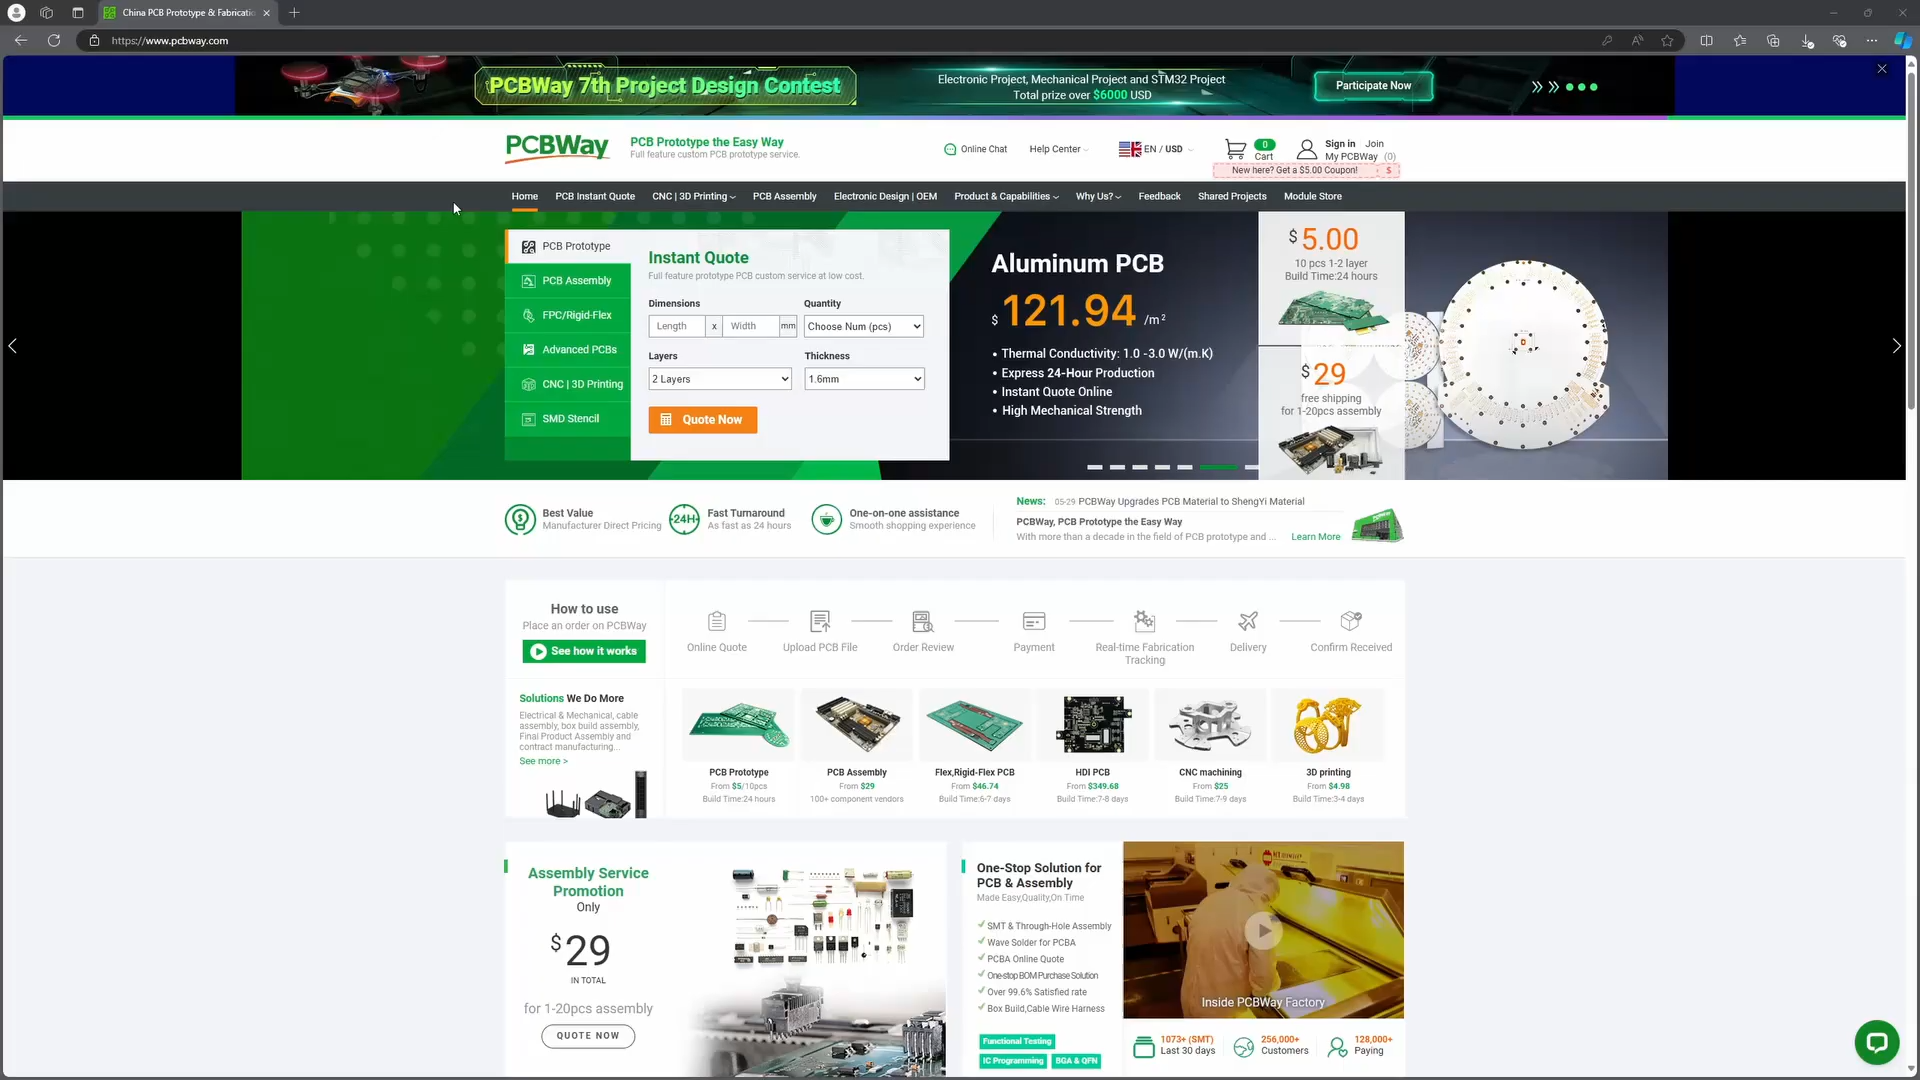 China PCB Prototype & Fabricatio
https://www.pcbway.com
PCBWay 7th Project Design Contest
Electronic Project, Mechanical Project and STM32 Project
Total prize over $6000 USD
Participate Now
PCBWay
PCB Prototype the Easy Way
Full feature custom PCB prototype service.
Online Chat
Help Center
EN / USD
0
Cart
Sign in Join
My PCBWay (0)
New here? Get a $5.00 Coupon! $
Home
PCB Instant Quote
CNC | 3D Printing
PCB Assembly
Electronic Design | OEM
Product & Capabilities
Why Us?
Feedback
Shared Projects
Module Store
PCB Prototype
PCB Assembly
FPC/Rigid-Flex
Advanced PCBs
CNC | 3D Printing
SMD Stencil
Instant Quote
Full feature prototype PCB custom service at low cost.
Dimensions
Quantity
Length x Width mm
Choose Num (pcs)
Layers
Thickness
2 Layers
1.6mm
Quote Now
Aluminum PCB
$ 121.94 /m²
• Thermal Conductivity: 1.0 -3.0 W/(m.K)
• Express 24-Hour Production
• Instant Quote Online
• High Mechanical Strength
$ 5.00
10 pcs 1-2 layer
Build Time:24 hours
$ 29
free shipping
for 1-20pcs assembly
Best Value
Manufacturer Direct Pricing
24H+
Fast Turnaround
As fast as 24 hours
One-on-one assistance
Smooth shopping experience
News: 05-29 PCBWay Upgrades PCB Material to ShengYi Material
PCBWay, PCB Prototype the Easy Way
With more than a decade in the field of PCB prototype and ... Learn More
How to use
Place an order on PCBWay
See how it works
Online Quote
Upload PCB File
Order Review
Payment
Real-time Fabrication
Tracking
Delivery
Confirm Received
Solutions We Do More
Electrical & Mechanical, cable
assembly, box build assembly,
Final Product Assembly and
contract manufacturing...
See more >
PCB Prototype
From $5/10pcs
Build Time:24 hours
PCB Assembly
From $29
100+ component vendors
Flex,Rigid-Flex PCB
From $46.74
Build Time:6-7 days
HDI PCB
From $349.68
Build Time:7-8 days
CNC machining
From $25
Build Time:7-9 days
3D printing
From $4.98
Build Time:3-4 days
Assembly Service
Promotion
Only
$29
IN TOTAL
for 1-20pcs assembly
QUOTE NOW
One-Stop Solution for
PCB & Assembly
Made Easy,Quality,On Time
SMT & Through-Hole Assembly
Wave Solder for PCBA
PCBA Online Quote
One-stop BOM Purchase Solution
Over 99.6% Satisfied rate
Box Build,Cable Wire Harness
Functional Testing
IC Programming
BGA & QFN
Inside PCBWay Factory
1073+ (SMT)
Last 30 days
256,000+
Customers
128,000+
Paying